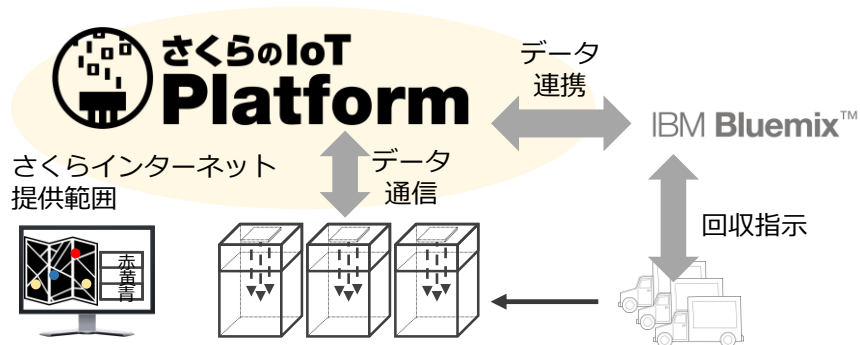 さくらのIoT
Platform
データ
連携
IBM Bluemix™
さくらインターネット
提供範囲
データ
通信
回収指示
赤
黄
青